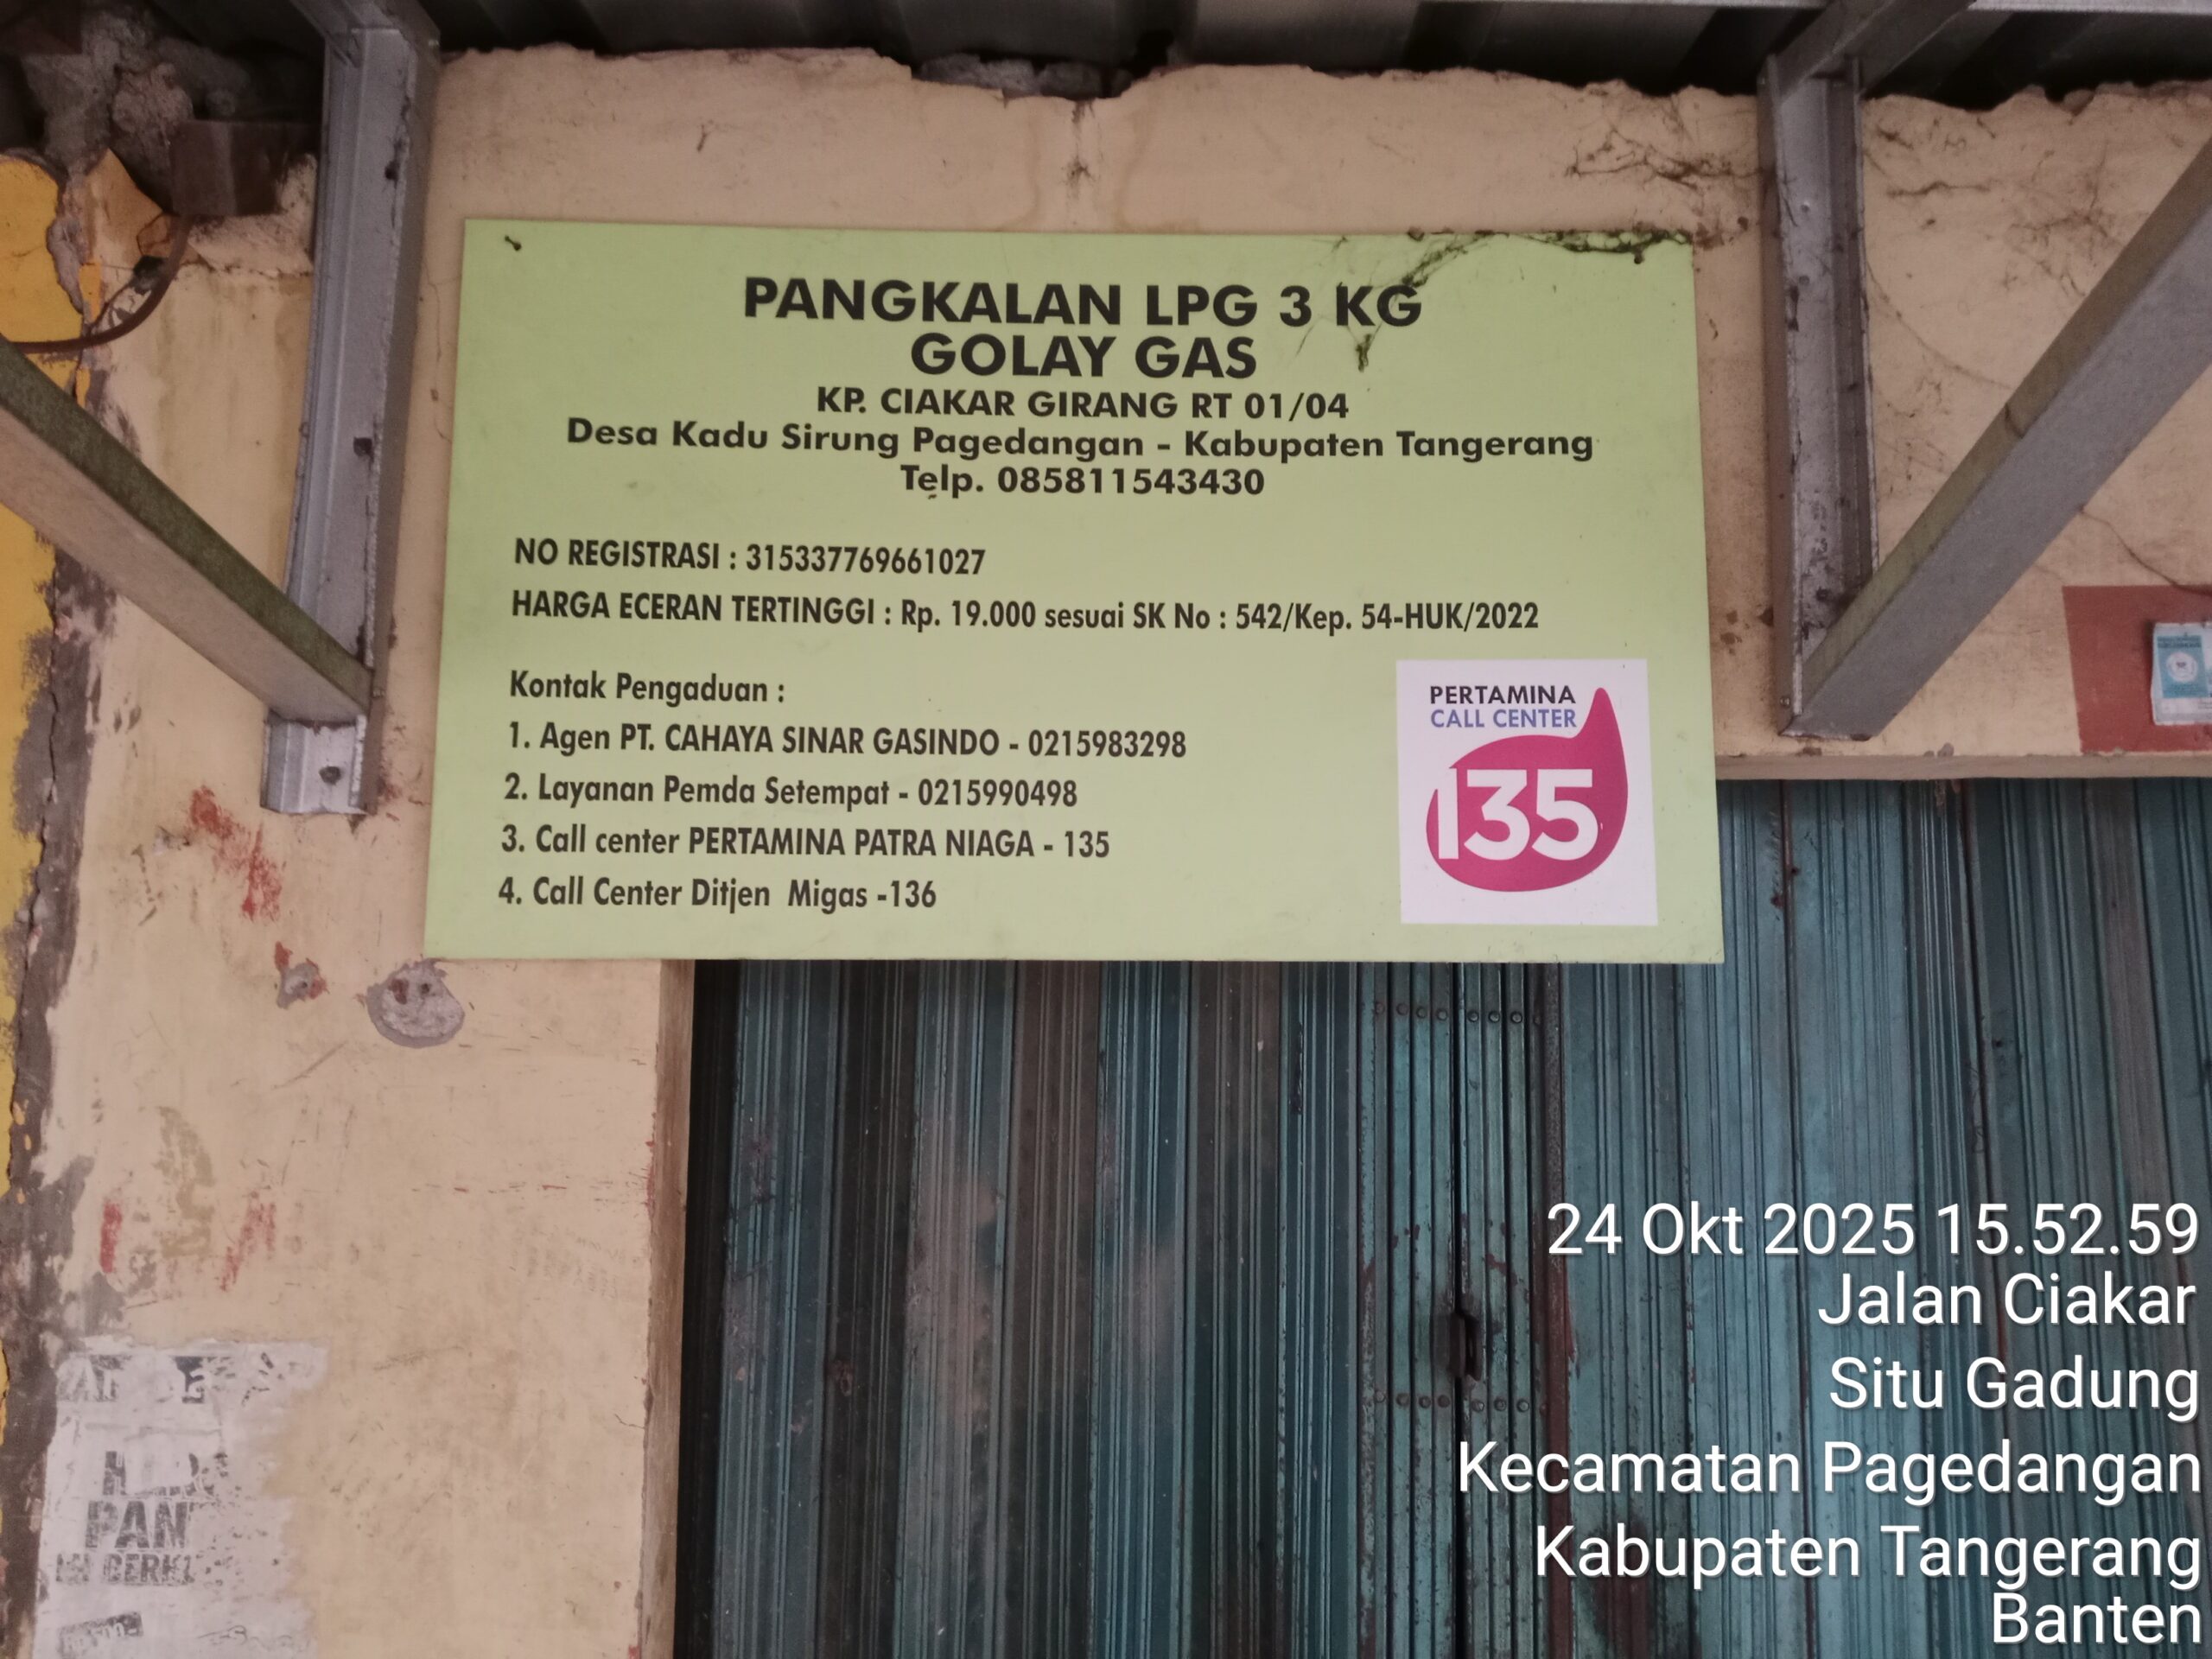 PANGKALAN LPG 3 KG
GOLAY GAS
KP. CIAKAR GIRANG RT 01/04
Desa Kadu Sirung Pagedangan - Kabupaten Tangerang
Telp. 085811543430
NO REGISTRASI : 315337769661027
HARGA ECERAN TERTINGGI : Rp. 19.000 sesuai SK No : 542/Kep. 54-HUK/2022
Kontak Pengaduan :
1. Agen PT. CAHAYA SINAR GASINDO - 0215983298
2. Layanan Pemda Setempat - 0215990498
3. Call center PERTAMINA PATRA NIAGA - 135
4. Call Center Ditjen Migas -136
PERTAMINA
CALL CENTER
135
24 Okt 2025 15.52.59
Jalan Ciakar
Situ Gadung
Kecamatan Pagedangan
Kabupaten Tangerang
Banten